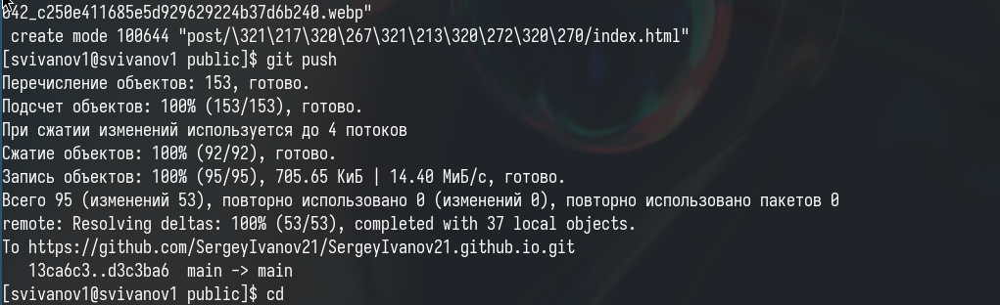 042_c250e411685e5d929629224b37d6b240.webp"
 create mode 100644 "post/\321\217\320\267\321\213\320\272\320\270/index.html"
[svivanov1@svivanov1 public]$ git push
Перечисление объектов: 153, готово.
Подсчет объектов: 100% (153/153), готово.
При сжатии изменений используется до 4 потоков
Сжатие объектов: 100% (92/92), готово.
Запись объектов: 100% (95/95), 705.65 КиБ | 14.40 МиБ/с, готово.
Всего 95 (изменений 53), повторно использовано 0 (изменений 0), повторно использовано пакетов 0
remote: Resolving deltas: 100% (53/53), completed with 37 local objects.
To https://github.com/SergeyIvanov21/SergeyIvanov21.github.io.git
   13ca6c3..d3c3ba6  main -> main
[svivanov1@svivanov1 public]$ cd